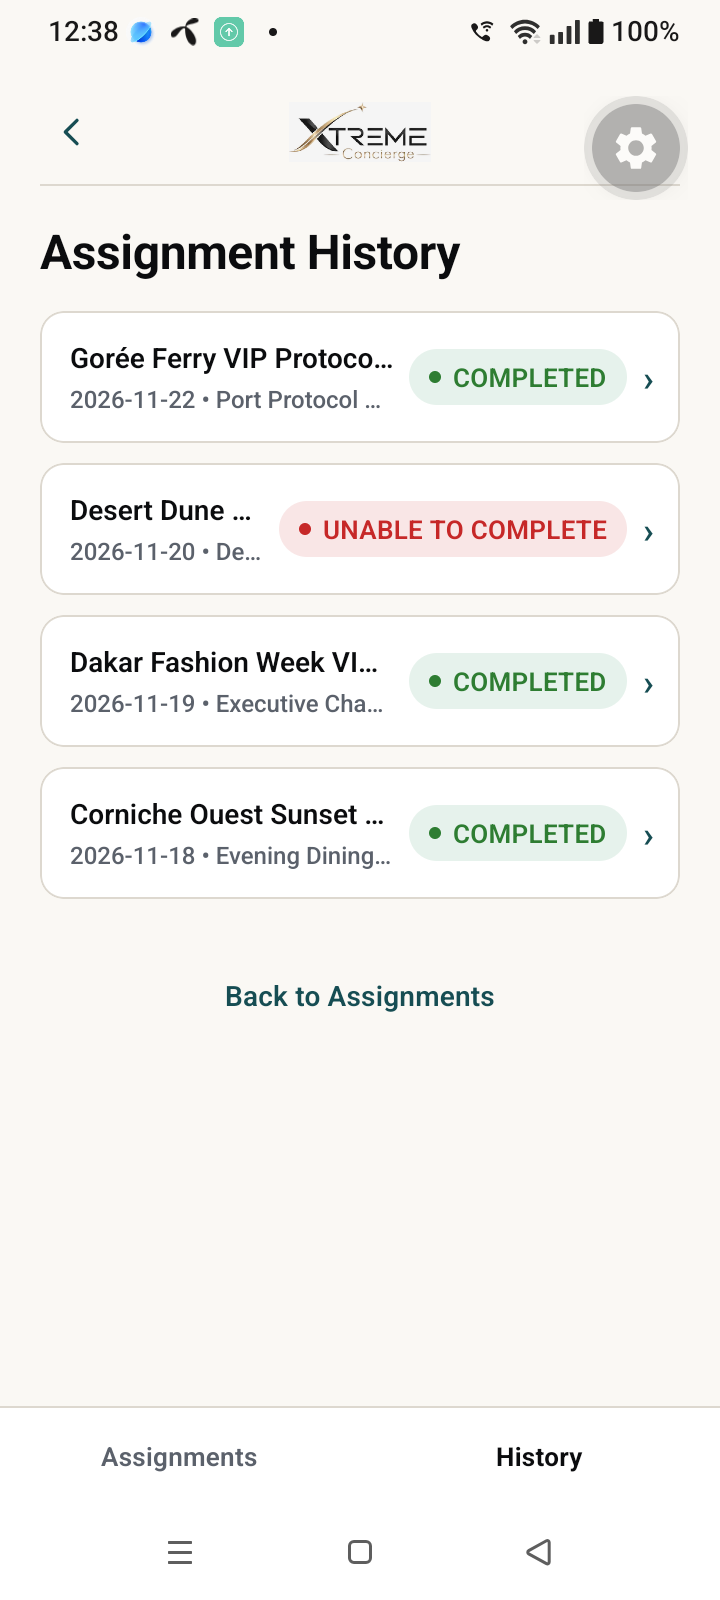 12:38
100%
XTREME
Concierge
Assignment History
Gorée Ferry VIP Protoco...
2026-11-22 • Port Protocol ...
COMPLETED
Desert Dune ...
2026-11-20 • De...
UNABLE TO COMPLETE
Dakar Fashion Week VI...
2026-11-19 • Executive Cha...
COMPLETED
Corniche Ouest Sunset ...
2026-11-18 • Evening Dining...
COMPLETED
Back to Assignments
Assignments
History